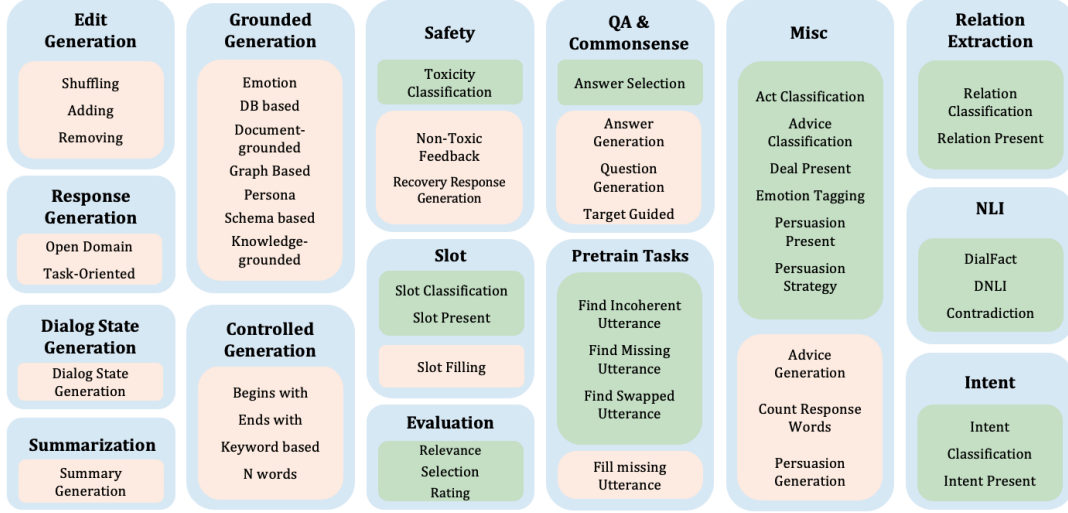 Edit
Generation
Shuffling
Adding
Removing
Response
Generation
Open Domain
Task-Oriented
Dialog State
Generation
Dialog State
Generation
Summarization
Summary
Generation
Grounded
Generation
Emotion
DB based
Document-
grounded
Graph Based
Persona
Schema based
Knowledge-
grounded
Controlled
Generation
Begins with
Ends with
Keyword based
N words
Safety
Toxicity
Classification
Non-Toxic
Feedback
Recovery Response
Generation
Slot
Slot Classification
Slot Present
Slot Filling
Evaluation
Relevance
Selection
Rating
QA &
Commonsense
Answer Selection
Answer
Generation
Question
Generation
Target Guided
Pretrain Tasks
Find Incoherent
Utterance
Find Missing
Utterance
Find Swapped
Utterance
Fill missing
Utterance
Misc
Act Classification
Advice
Classification
Deal Present
Emotion Tagging
Persuasion
Present
Persuasion
Strategy
Advice
Generation
Count Response
Words
Persuasion
Generation
Relation
Extraction
Relation
Classification
Relation Present
NLI
DialFact
DNLI
Contradiction
Intent
Intent
Classification
Intent Present